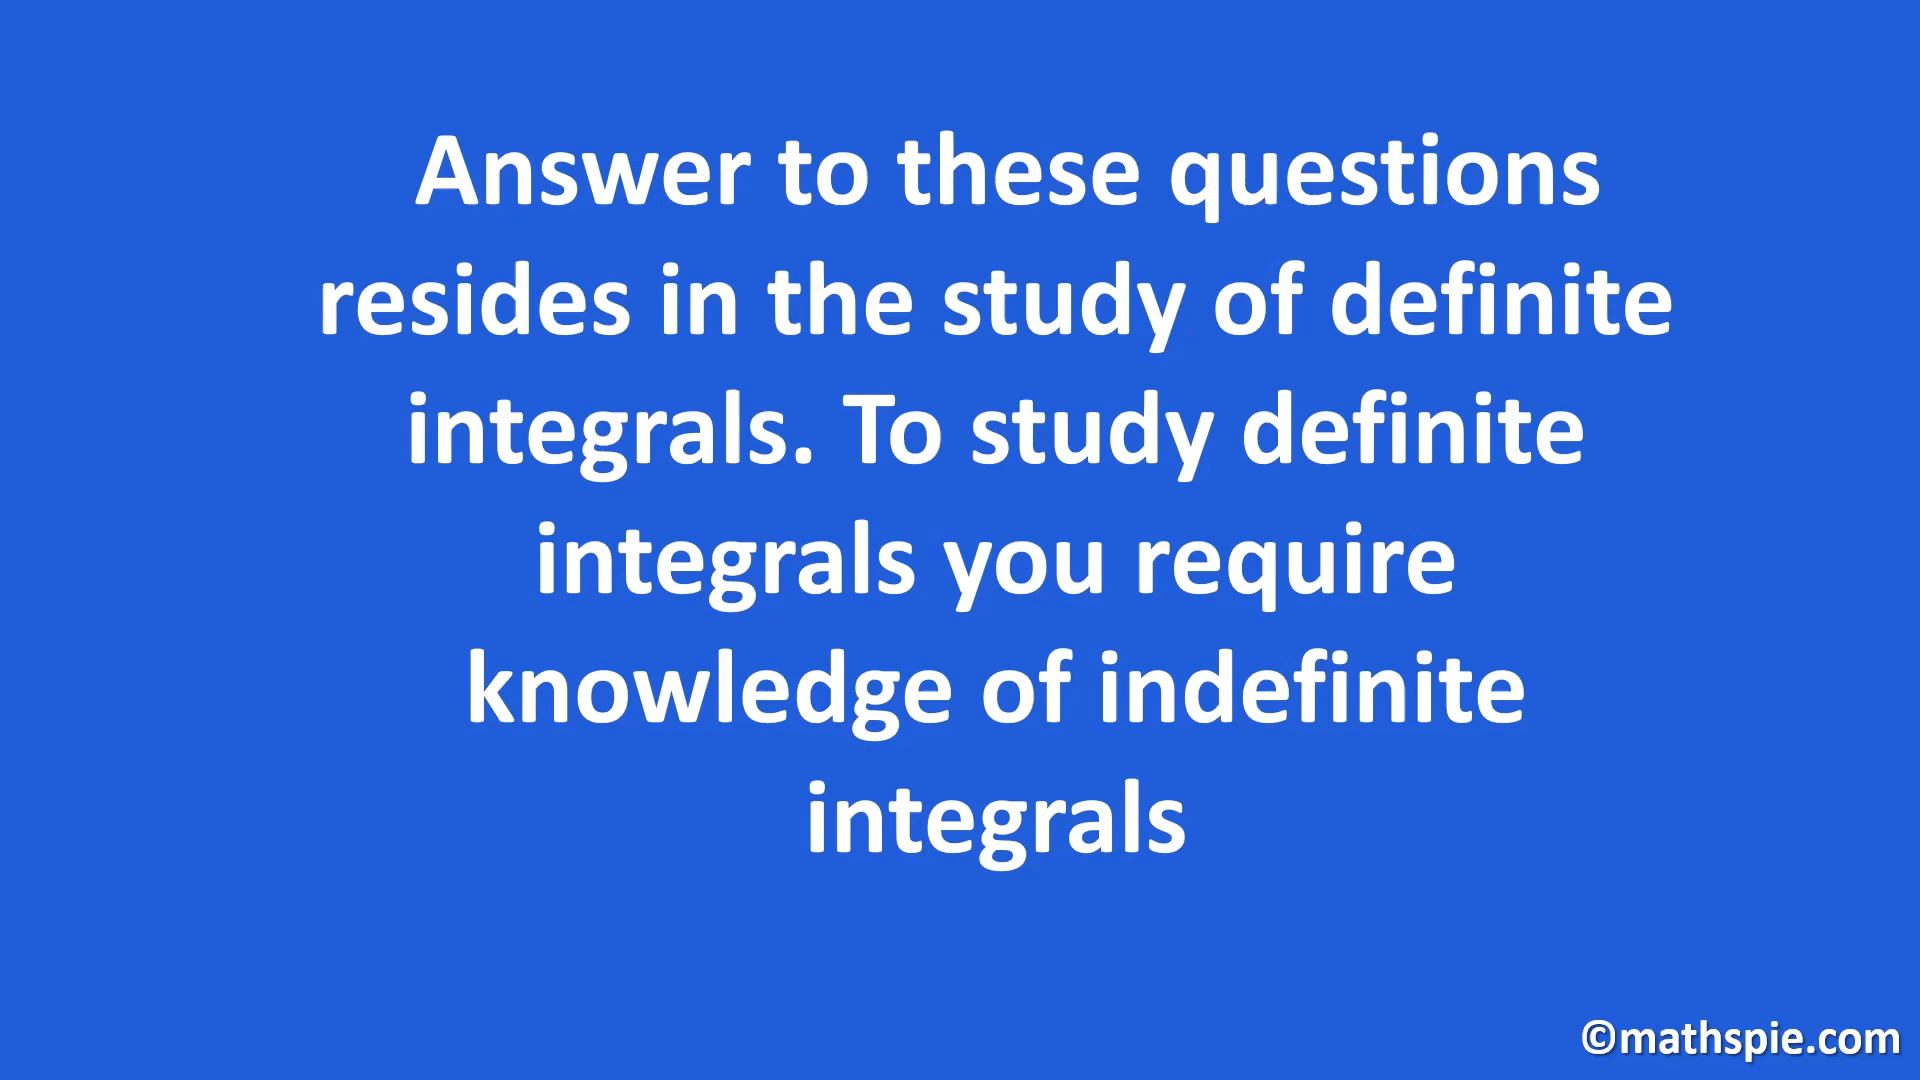 Answer to these questions
resides in the study of definite
integrals. To study definite
integrals you require
knowledge of indefinite
integrals
©mathspie.com